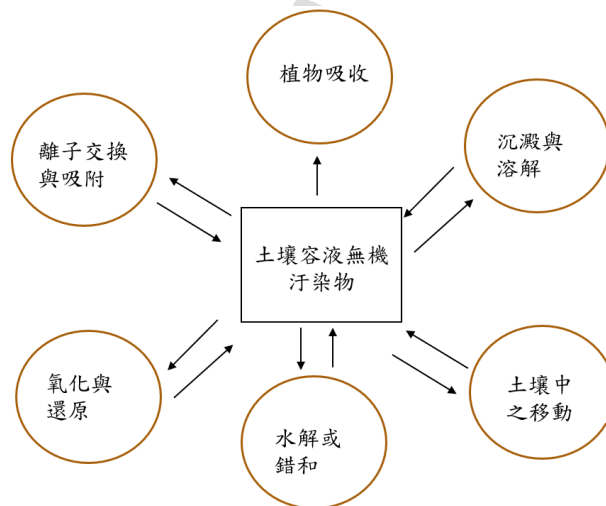 植物吸收
離子交換
與吸附
沉澱與
溶解
土壤容液無機
汙染物
氧化與
還原
水解或
錯和
土壤中
之移動